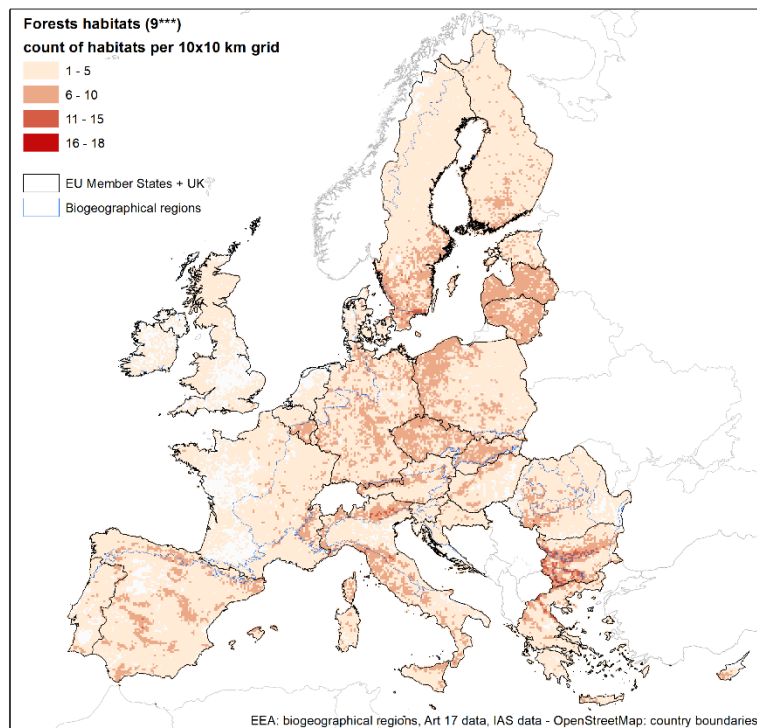 Forests habitats (9***)
count of habitats per 10x10 km grid
1 - 5
6 - 10
11 - 15
16 - 18
EU Member States + UK
Biogeographical regions
EEA: biogeographical regions, Art 17 data, IAS data - OpenStreetMap: country boundaries